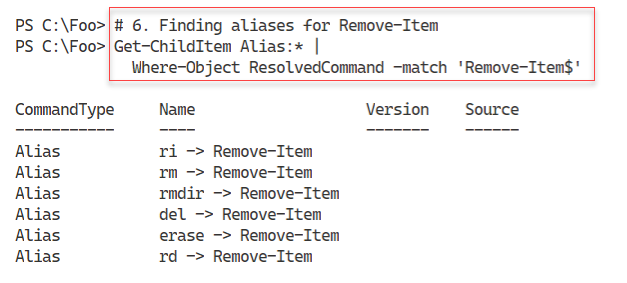 PS C:\Foo> # 6. Finding aliases for Remove-Item
PS C:\Foo> Get-ChildItem Alias:* |
Where-Object ResolvedCommand -match 'Remove-Item$'
CommandType Name Version Source
----------- ---- ------- ------
Alias ri -> Remove-Item
Alias rm -> Remove-Item
Alias rmdir -> Remove-Item
Alias del -> Remove-Item
Alias erase -> Remove-Item
Alias rd -> Remove-Item